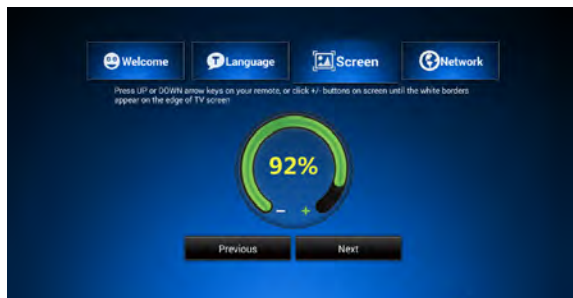 Welcome
Language
Screen
Network
Press UP or DOWN arrow keys on your remote, or click +/- buttons on screen until the white borders
appear on the edge of TV screen
92%
- +
Previous
Next